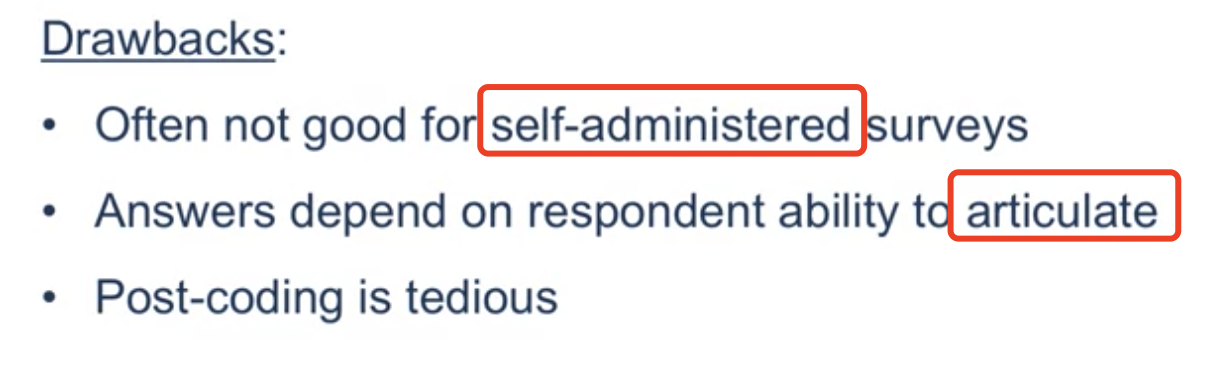 Drawbacks:
• Often not good for self-administered surveys
• Answers depend on respondent ability to articulate
• Post-coding is tedious